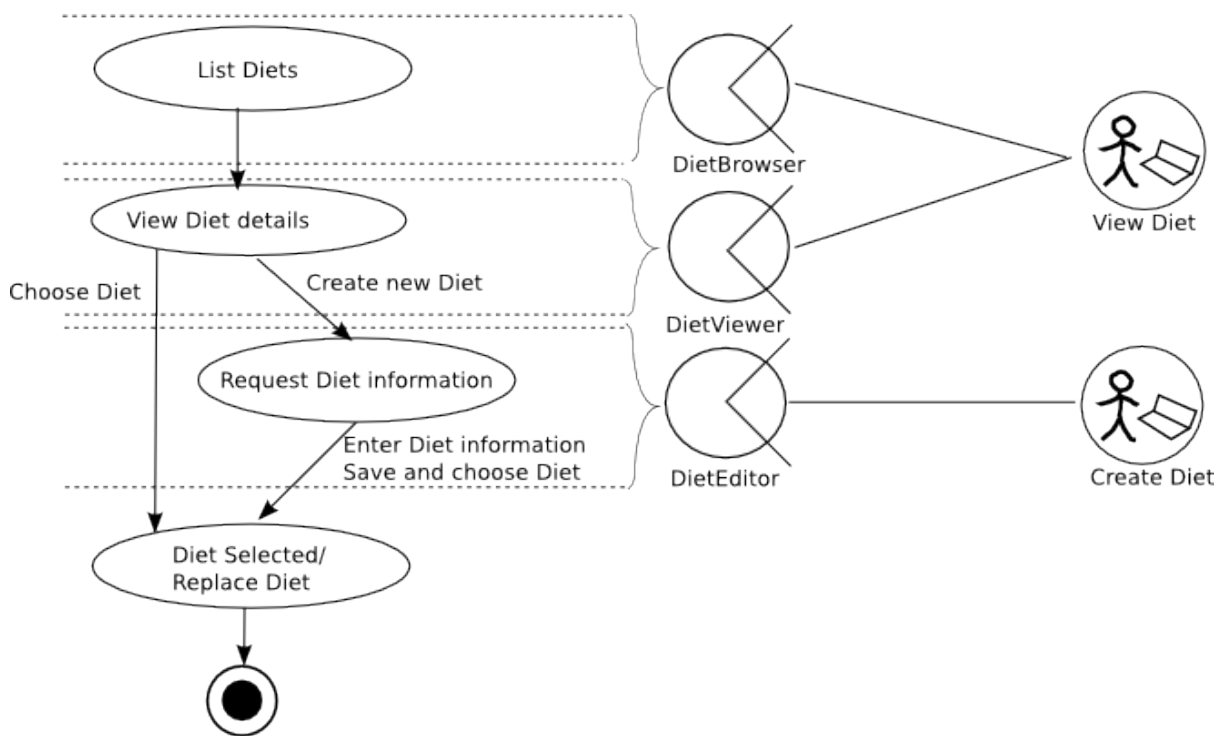 List Diets
DietBrowser
View Diet details
View Diet
Choose Diet
Create new Diet
DietViewer
Request Diet information
Enter Diet information
Save and choose Diet
DietEditor
Create Diet
Diet Selected/
Replace Diet